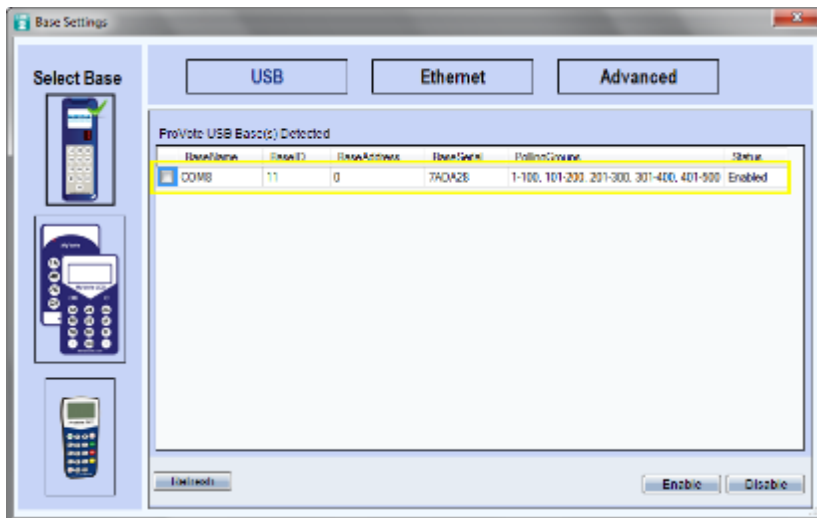 Base Settings
Select Base
USB
Ethernet
Advanced
ProVote USB Base(s) Detected
BaseName BaseID BaseAddress BaseSerial PollingGroups Status
COM8 11 0 7ADA28 1-100, 101-200, 201-300, 301-400, 401-500 Enabled
Refresh
Enable
Disable